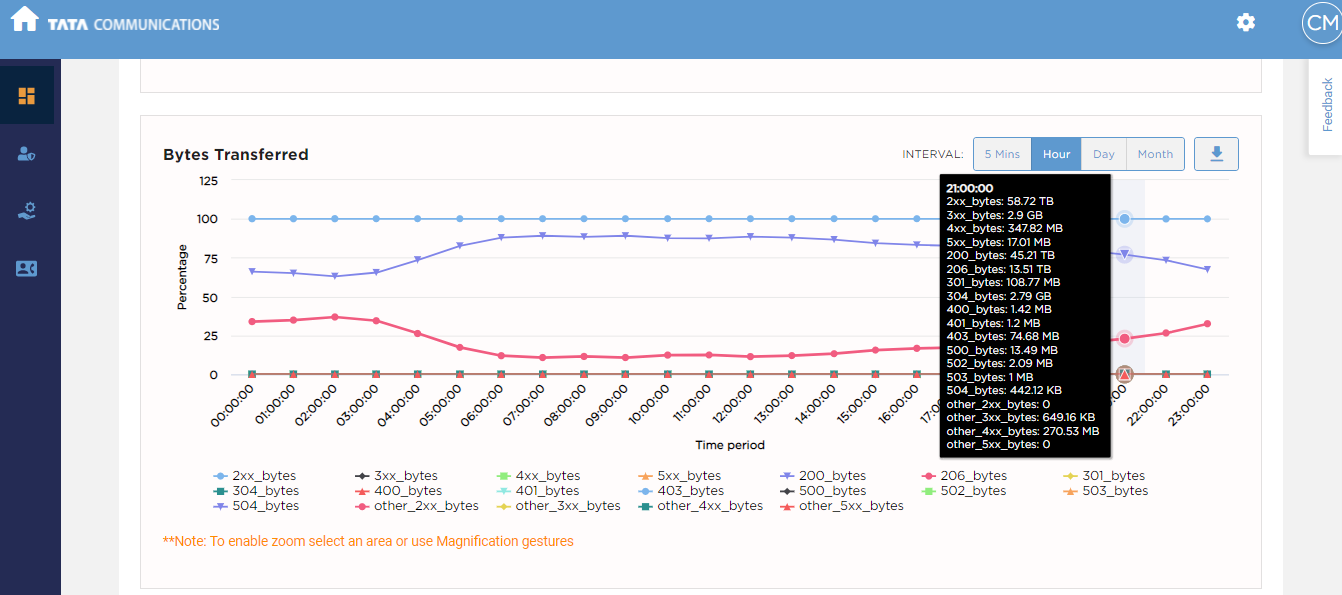 TATA COMMUNICATIONS
CM
Feedback
Bytes Transferred
INTERVAL: 5 Mins Hour Day Month
125
100
75
50
25
0
Percentage
21:00:00
2xx_bytes: 58.72 TB
3xx_bytes: 2.9 GB
4xx_bytes: 347.82 MB
5xx_bytes: 17.01 MB
200_bytes: 45.21 TB
206_bytes: 13.51 TB
301_bytes: 108.77 MB
304_bytes: 2.79 GB
400_bytes: 1.42 MB
401_bytes: 1.2 MB
403_bytes: 74.68 MB
500_bytes: 13.49 MB
502_bytes: 2.09 MB
503_bytes: 1 MB
504_bytes: 442.12 KB
other_2xx_bytes: 0
other_3xx_bytes: 649.16 KB
other_4xx_bytes: 270.53 MB
other_5xx_bytes: 0
00:00:00 01:00:00 02:00:00 03:00:00 04:00:00 05:00:00 06:00:00 07:00:00 08:00:00 09:00:00 10:00:00 11:00:00 12:00:00 13:00:00 14:00:00 15:00:00 16:00:00 22:00:00 23:00:00
Time period
2xx_bytes 3xx_bytes 4xx_bytes 5xx_bytes 200_bytes 206_bytes 301_bytes
304_bytes 400_bytes 401_bytes 403_bytes 500_bytes 502_bytes 503_bytes
504_bytes other_2xx_bytes other_3xx_bytes other_4xx_bytes other_5xx_bytes
**Note: To enable zoom select an area or use Magnification gestures